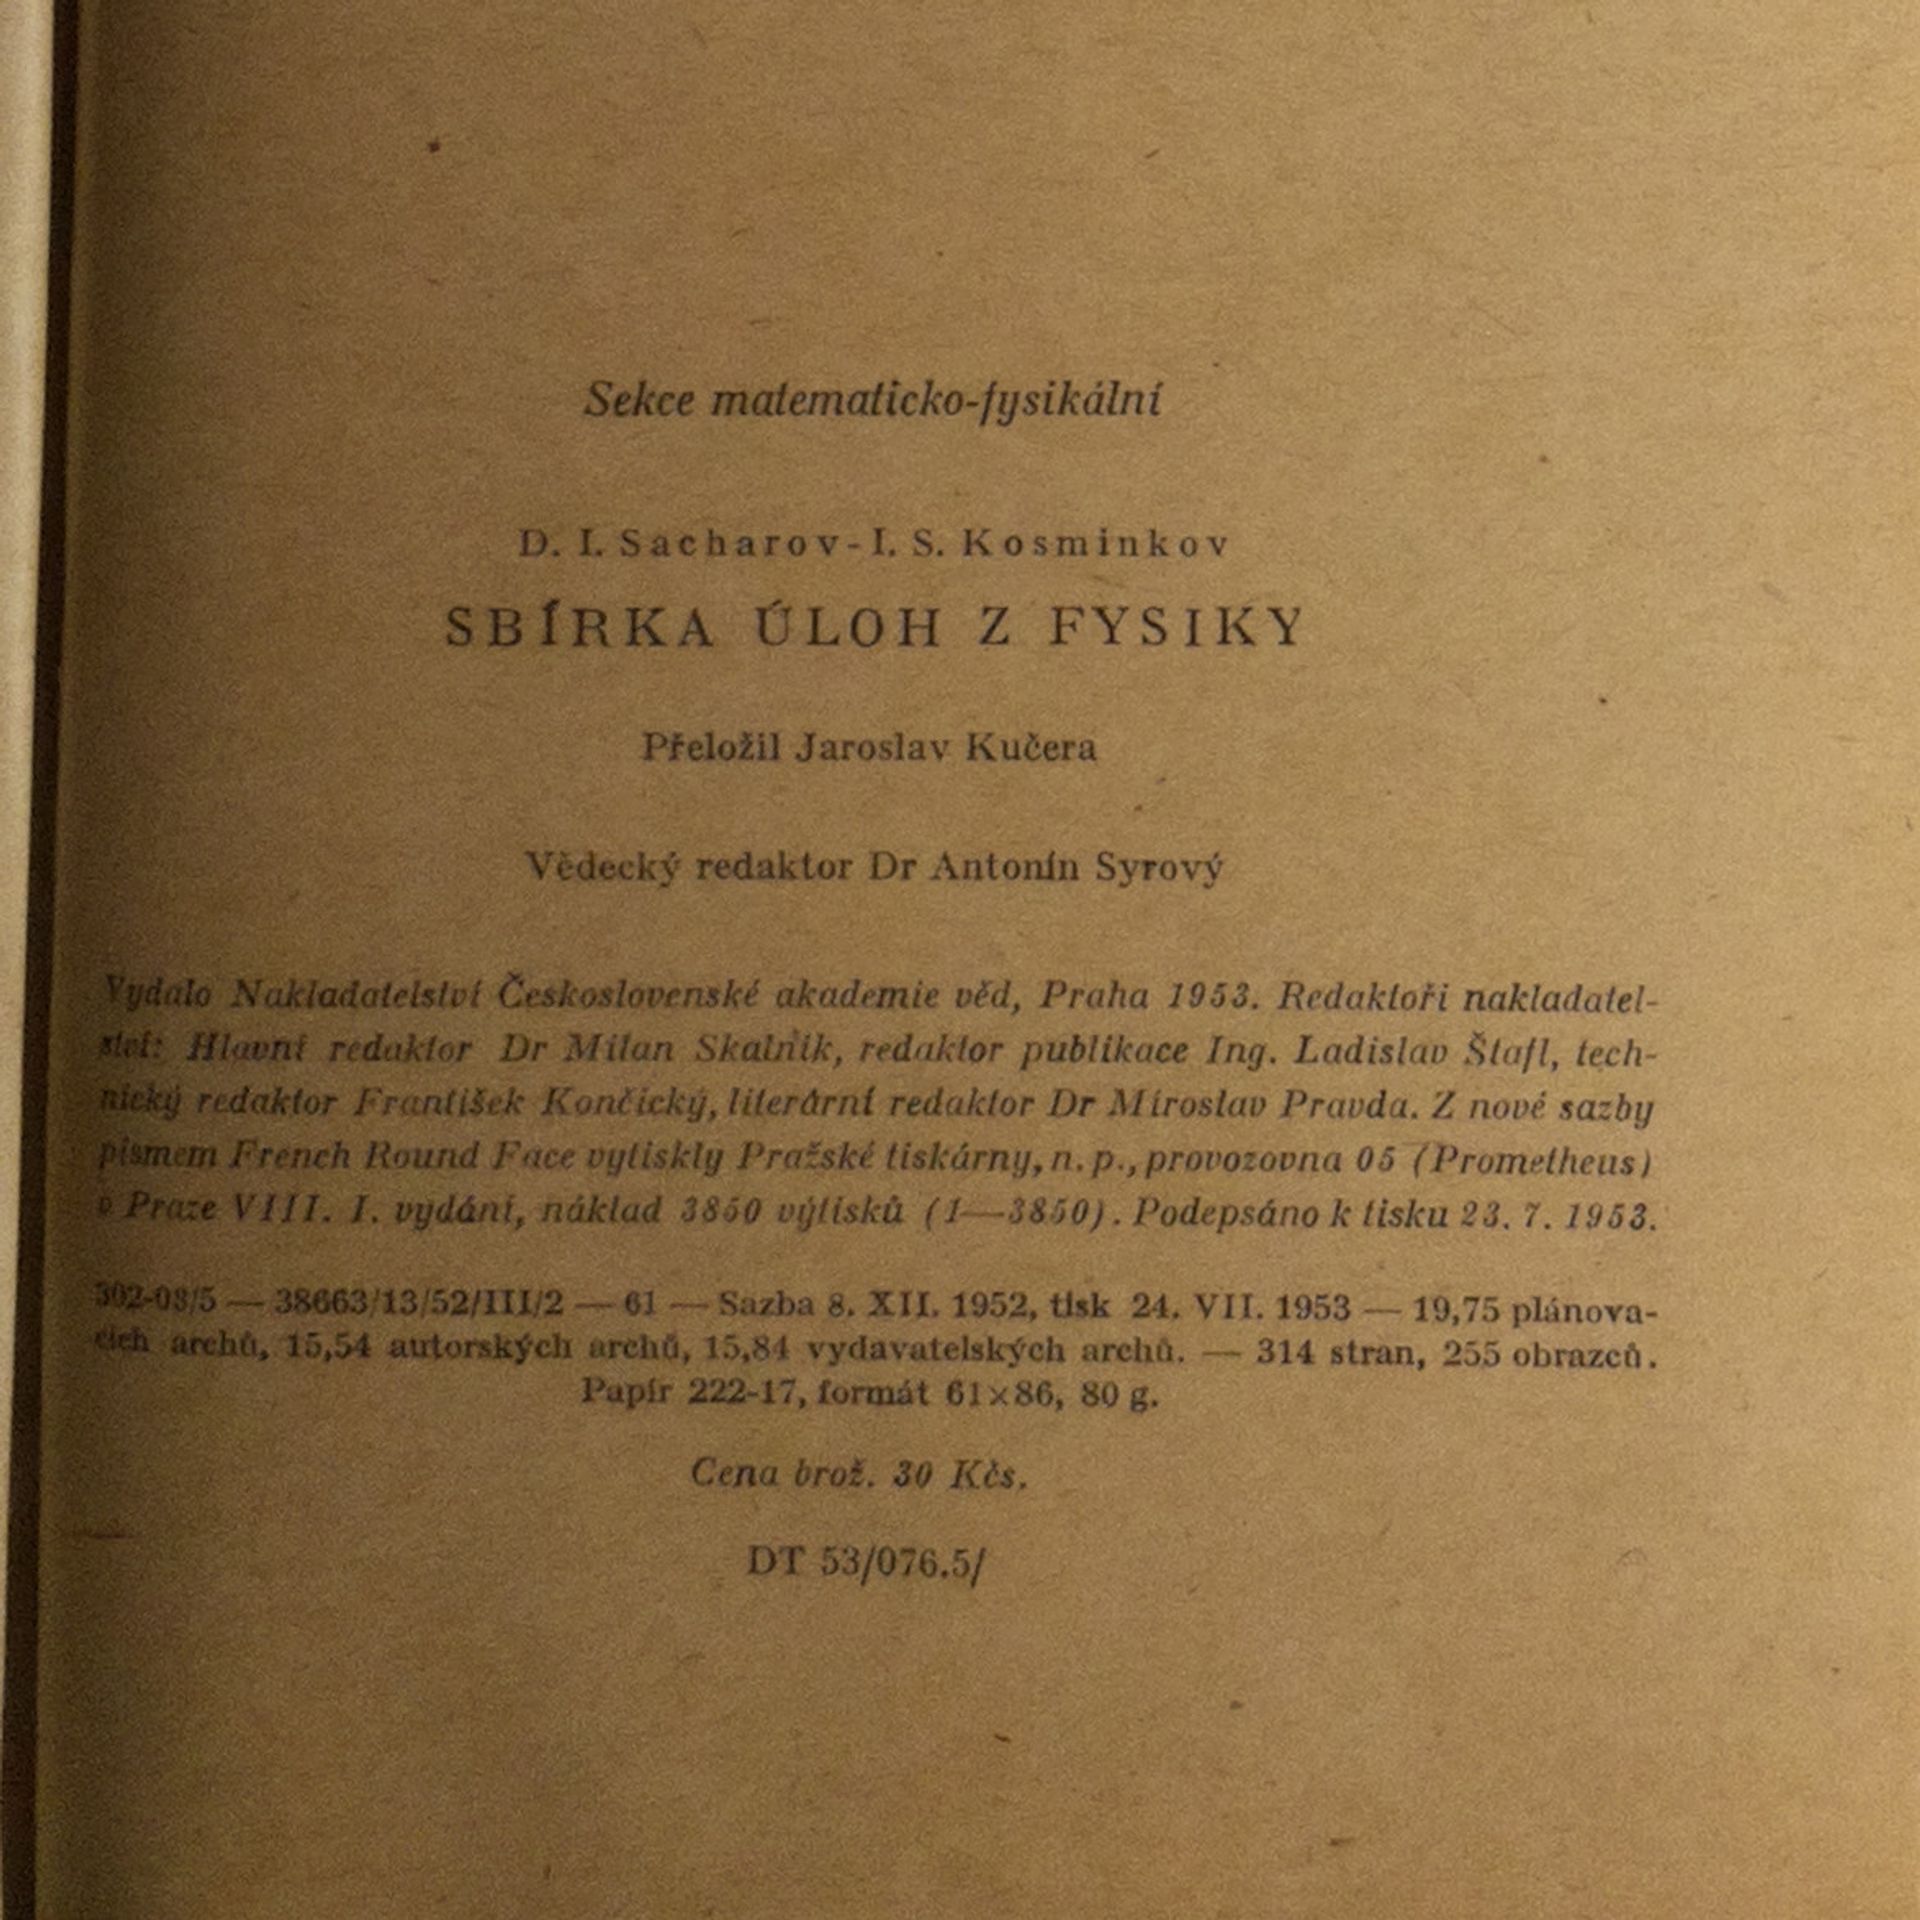 Sekce matematicko-fysikální
D. I. Sacharov - I. S. Kosminkov
SBÍRKA ÚLOH Z FYSIKY
Přeložil Jaroslav Kučera
Vědecký redaktor Dr Antonín Syrový
Vydalo Nakladatelství Československé akademie věd, Praha 1953. Redaktoři nakladatel-
ství: Hlavní redaktor Dr Milan Skalník, redaktor publikace Ing. Ladislav Štafl, tech-
nický redaktor František Končický, literární redaktor Dr Miroslav Pravda. Z nové sazby
písmem French Round Face vytiskly Pražské tiskárny, n. p., provozovna 05 (Prometheus)
v Praze VIII. I. vydání, náklad 3850 výtisků (1—3850). Podepsáno k tisku 23. 7. 1953.
302-03/5 — 38663/13/52/III/2 — 61 — Sazba 8. XII. 1952, tisk 24. VII. 1953 — 19,75 plánova-
cích archů, 15,54 autorských archů, 15,84 vydavatelských archů. — 314 stran, 255 obrazců.
Papír 222-17, formát 61×86, 80 g.
Cena brož. 30 Kčs.
DT 53/076.5/